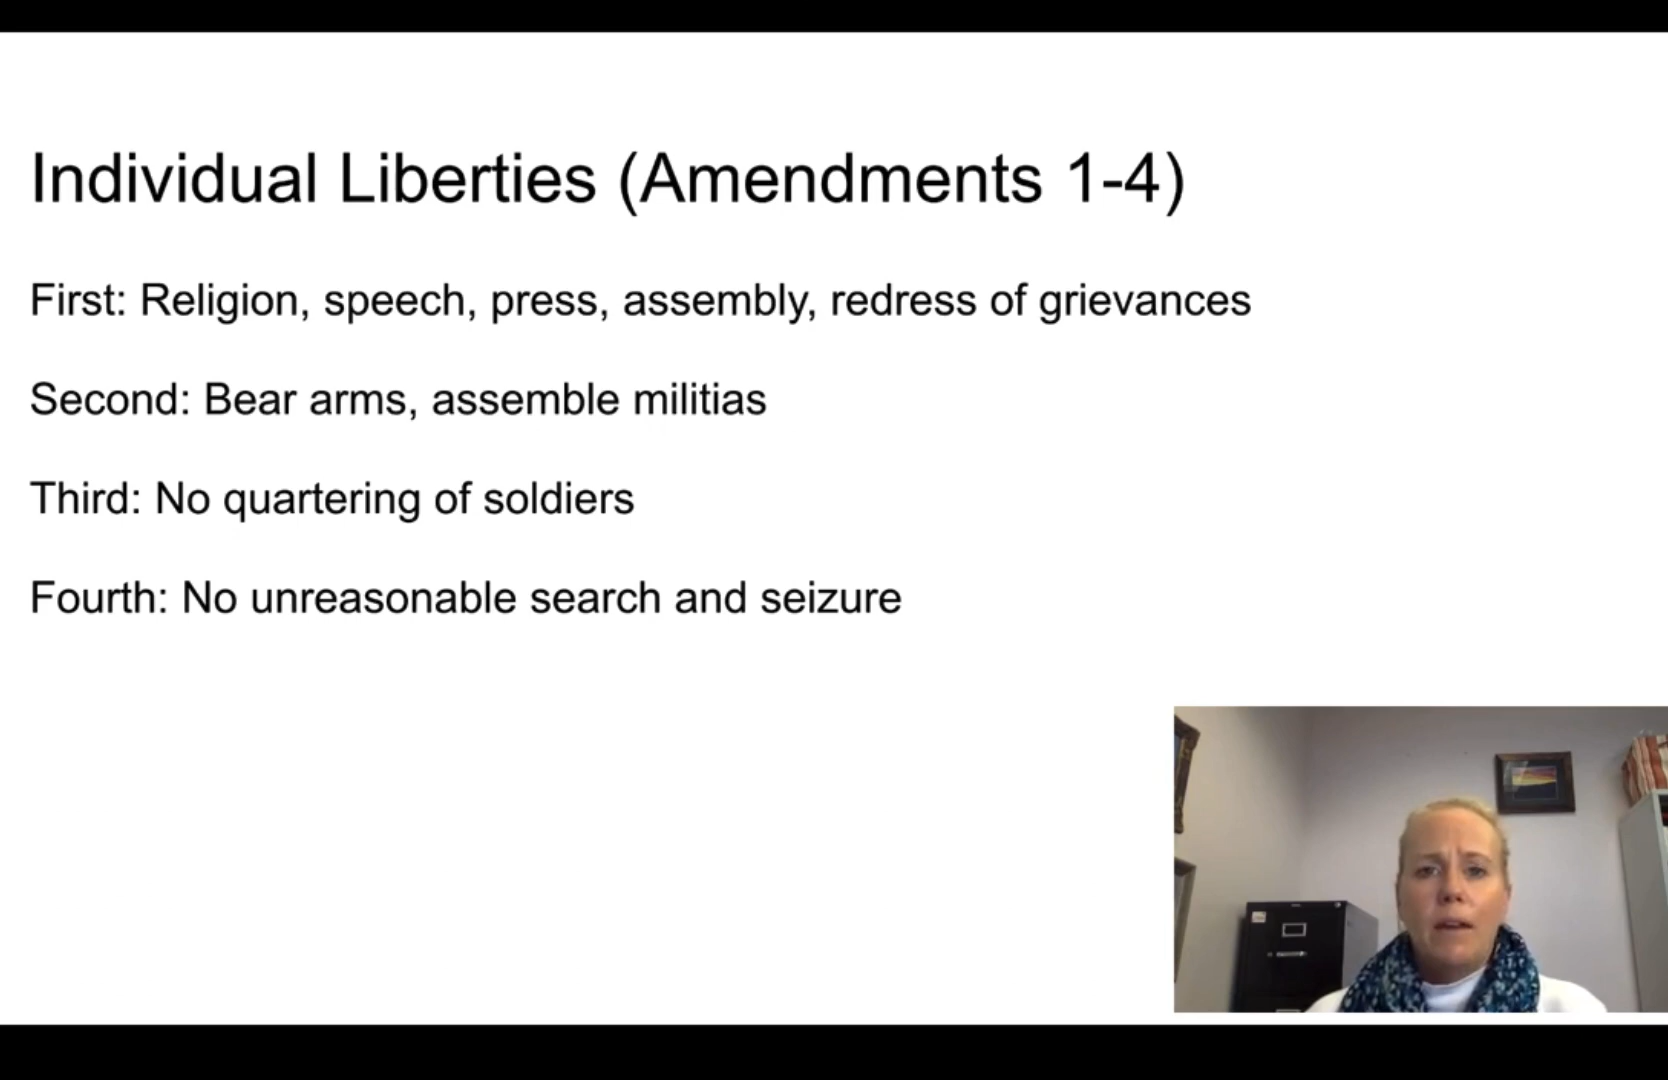 Individual Liberties (Amendments 1-4)
First: Religion, speech, press, assembly, redress of grievances
Second: Bear arms, assemble militias
Third: No quartering of soldiers
Fourth: No unreasonable search and seizure